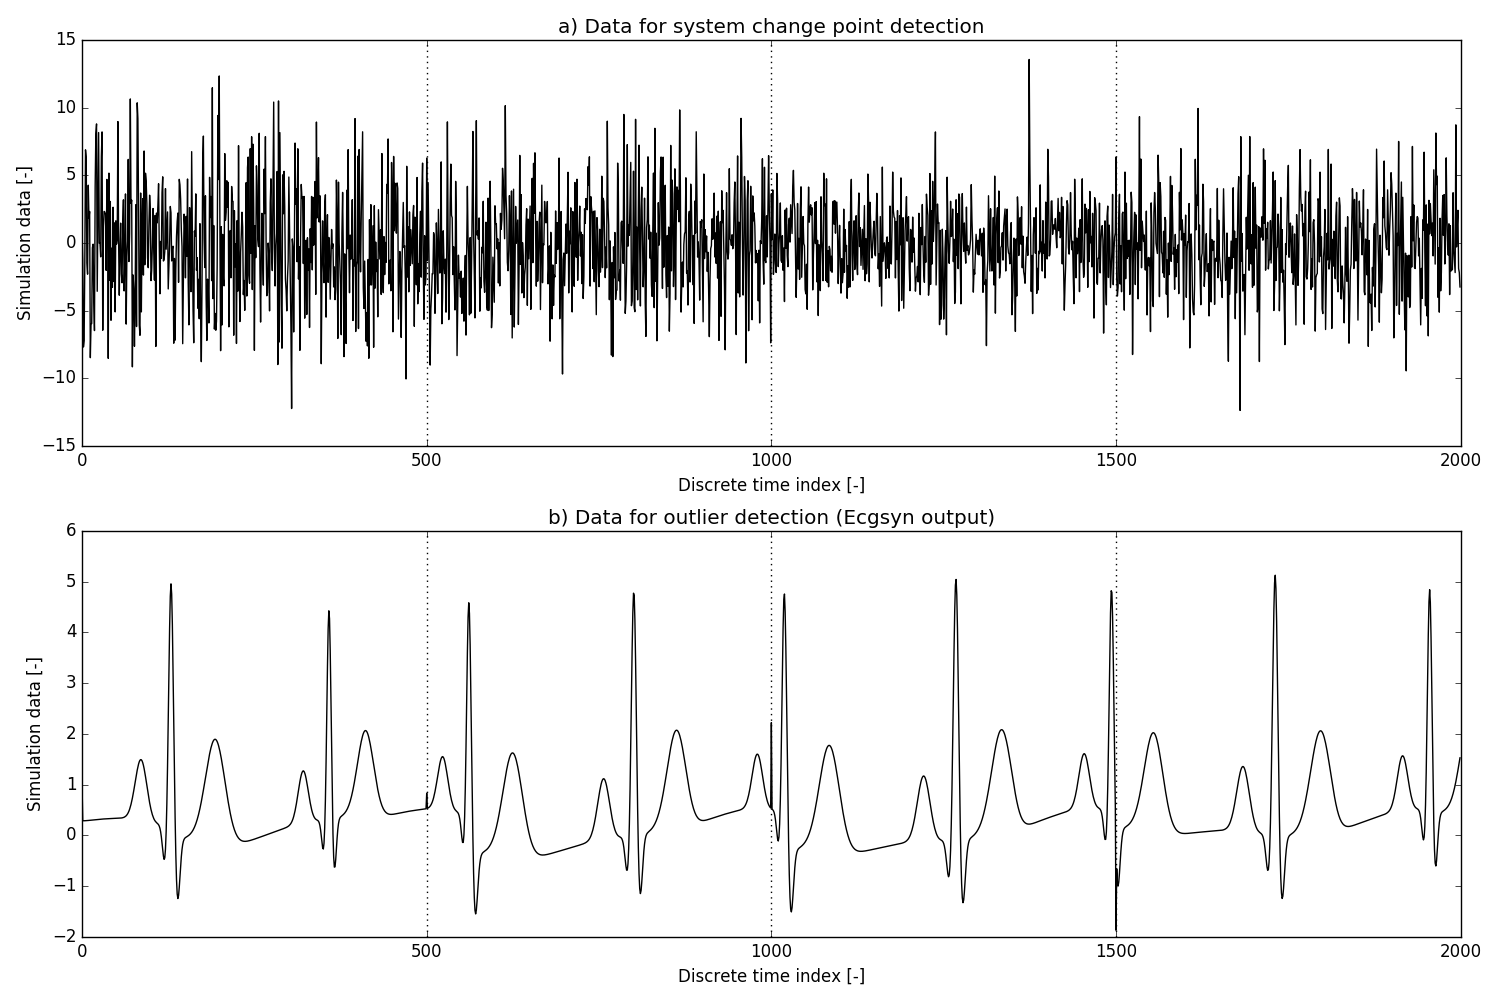 a) Data for system change point detection
15
10
5
0
−5
−10
−15
Simulation data [-]
0 500 1000 1500 2000
Discrete time index [-]
b) Data for outlier detection (Ecgsyn output)
6
5
4
3
2
1
0
−1
−2
Simulation data [-]
0 500 1000 1500 2000
Discrete time index [-]